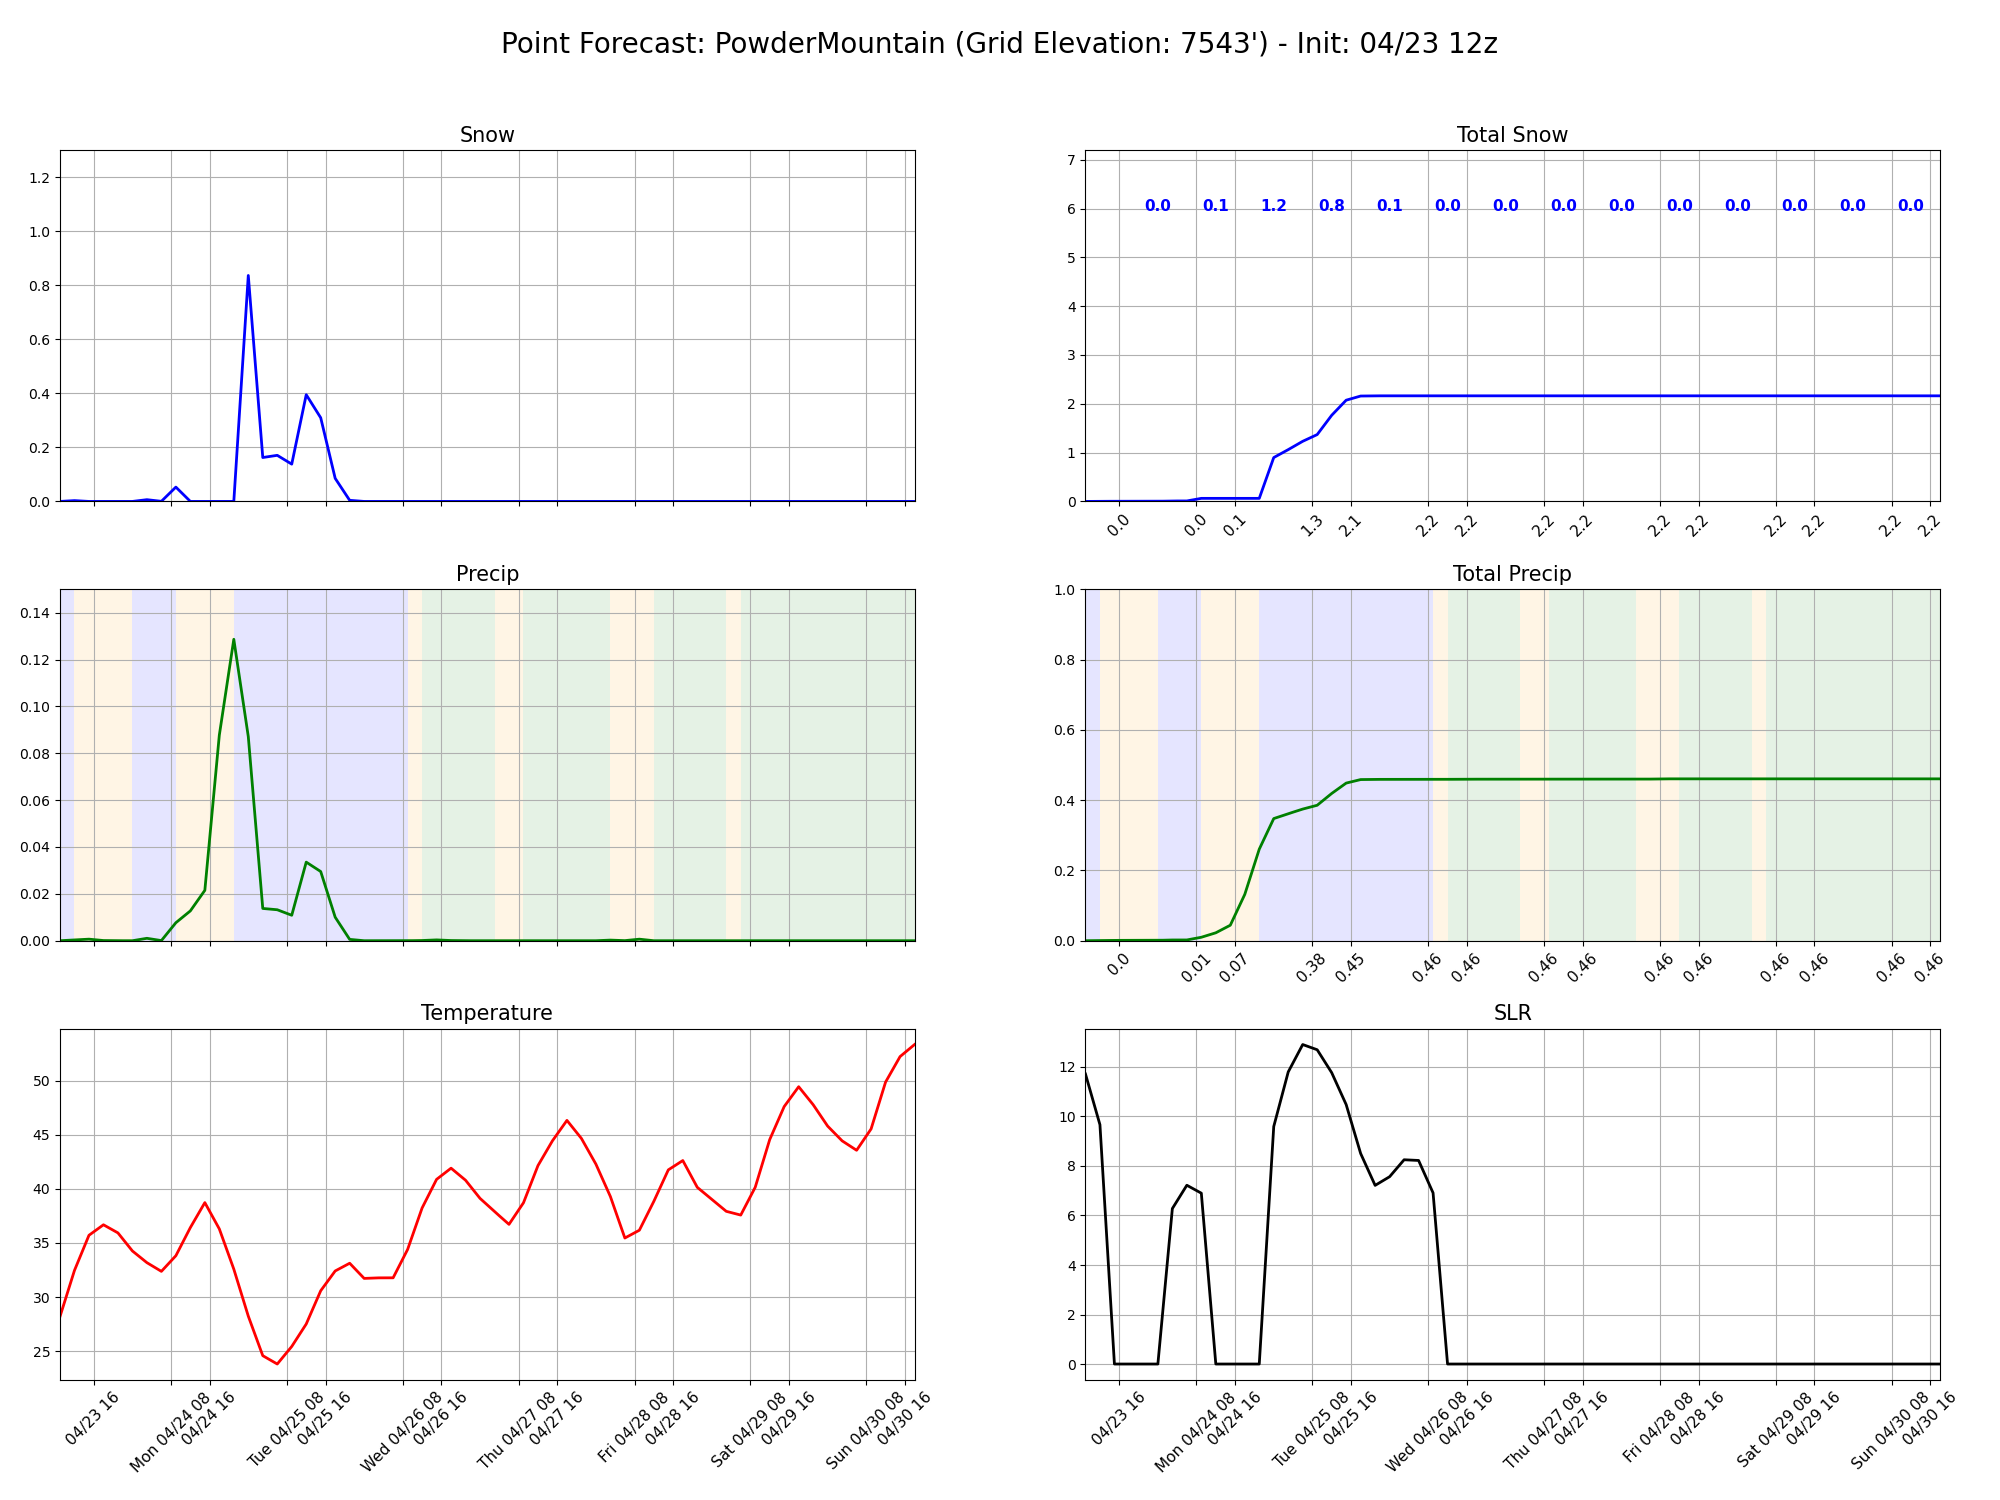 Point Forecast: PowderMountain (Grid Elevation: 7543') - Init: 04/23 12z
Snow
1.2
1.0
0.8
0.6
0.4
0.2
0.0
Total Snow
7
6
5
4
3
2
1
0
0.0 0.1 1.2 0.8 0.1 0.0 0.0 0.0 0.0 0.0 0.0 0.0 0.0 0.0
0.0 0.0 0.1 1.3 2.1 2.2 2.2 2.2 2.2 2.2 2.2 2.2 2.2 2.2 2.2
Precip
0.14
0.12
0.10
0.08
0.06
0.04
0.02
0.00
Total Precip
1.0
0.8
0.6
0.4
0.2
0.0
0.0 0.01 0.07 0.38 0.45 0.46 0.46 0.46 0.46 0.46 0.46 0.46 0.46 0.46 0.46
Temperature
50
45
40
35
30
25
04/23 16
Mon 04/24 08
04/24 16
Tue 04/25 08
04/25 16
Wed 04/26 08
04/26 16
Thu 04/27 08
04/27 16
Fri 04/28 08
04/28 16
Sat 04/29 08
04/29 16
Sun 04/30 08
04/30 16
SLR
12
10
8
6
4
2
0
04/23 16
Mon 04/24 08
04/24 16
Tue 04/25 08
04/25 16
Wed 04/26 08
04/26 16
Thu 04/27 08
04/27 16
Fri 04/28 08
04/28 16
Sat 04/29 08
04/29 16
Sun 04/30 08
04/30 16